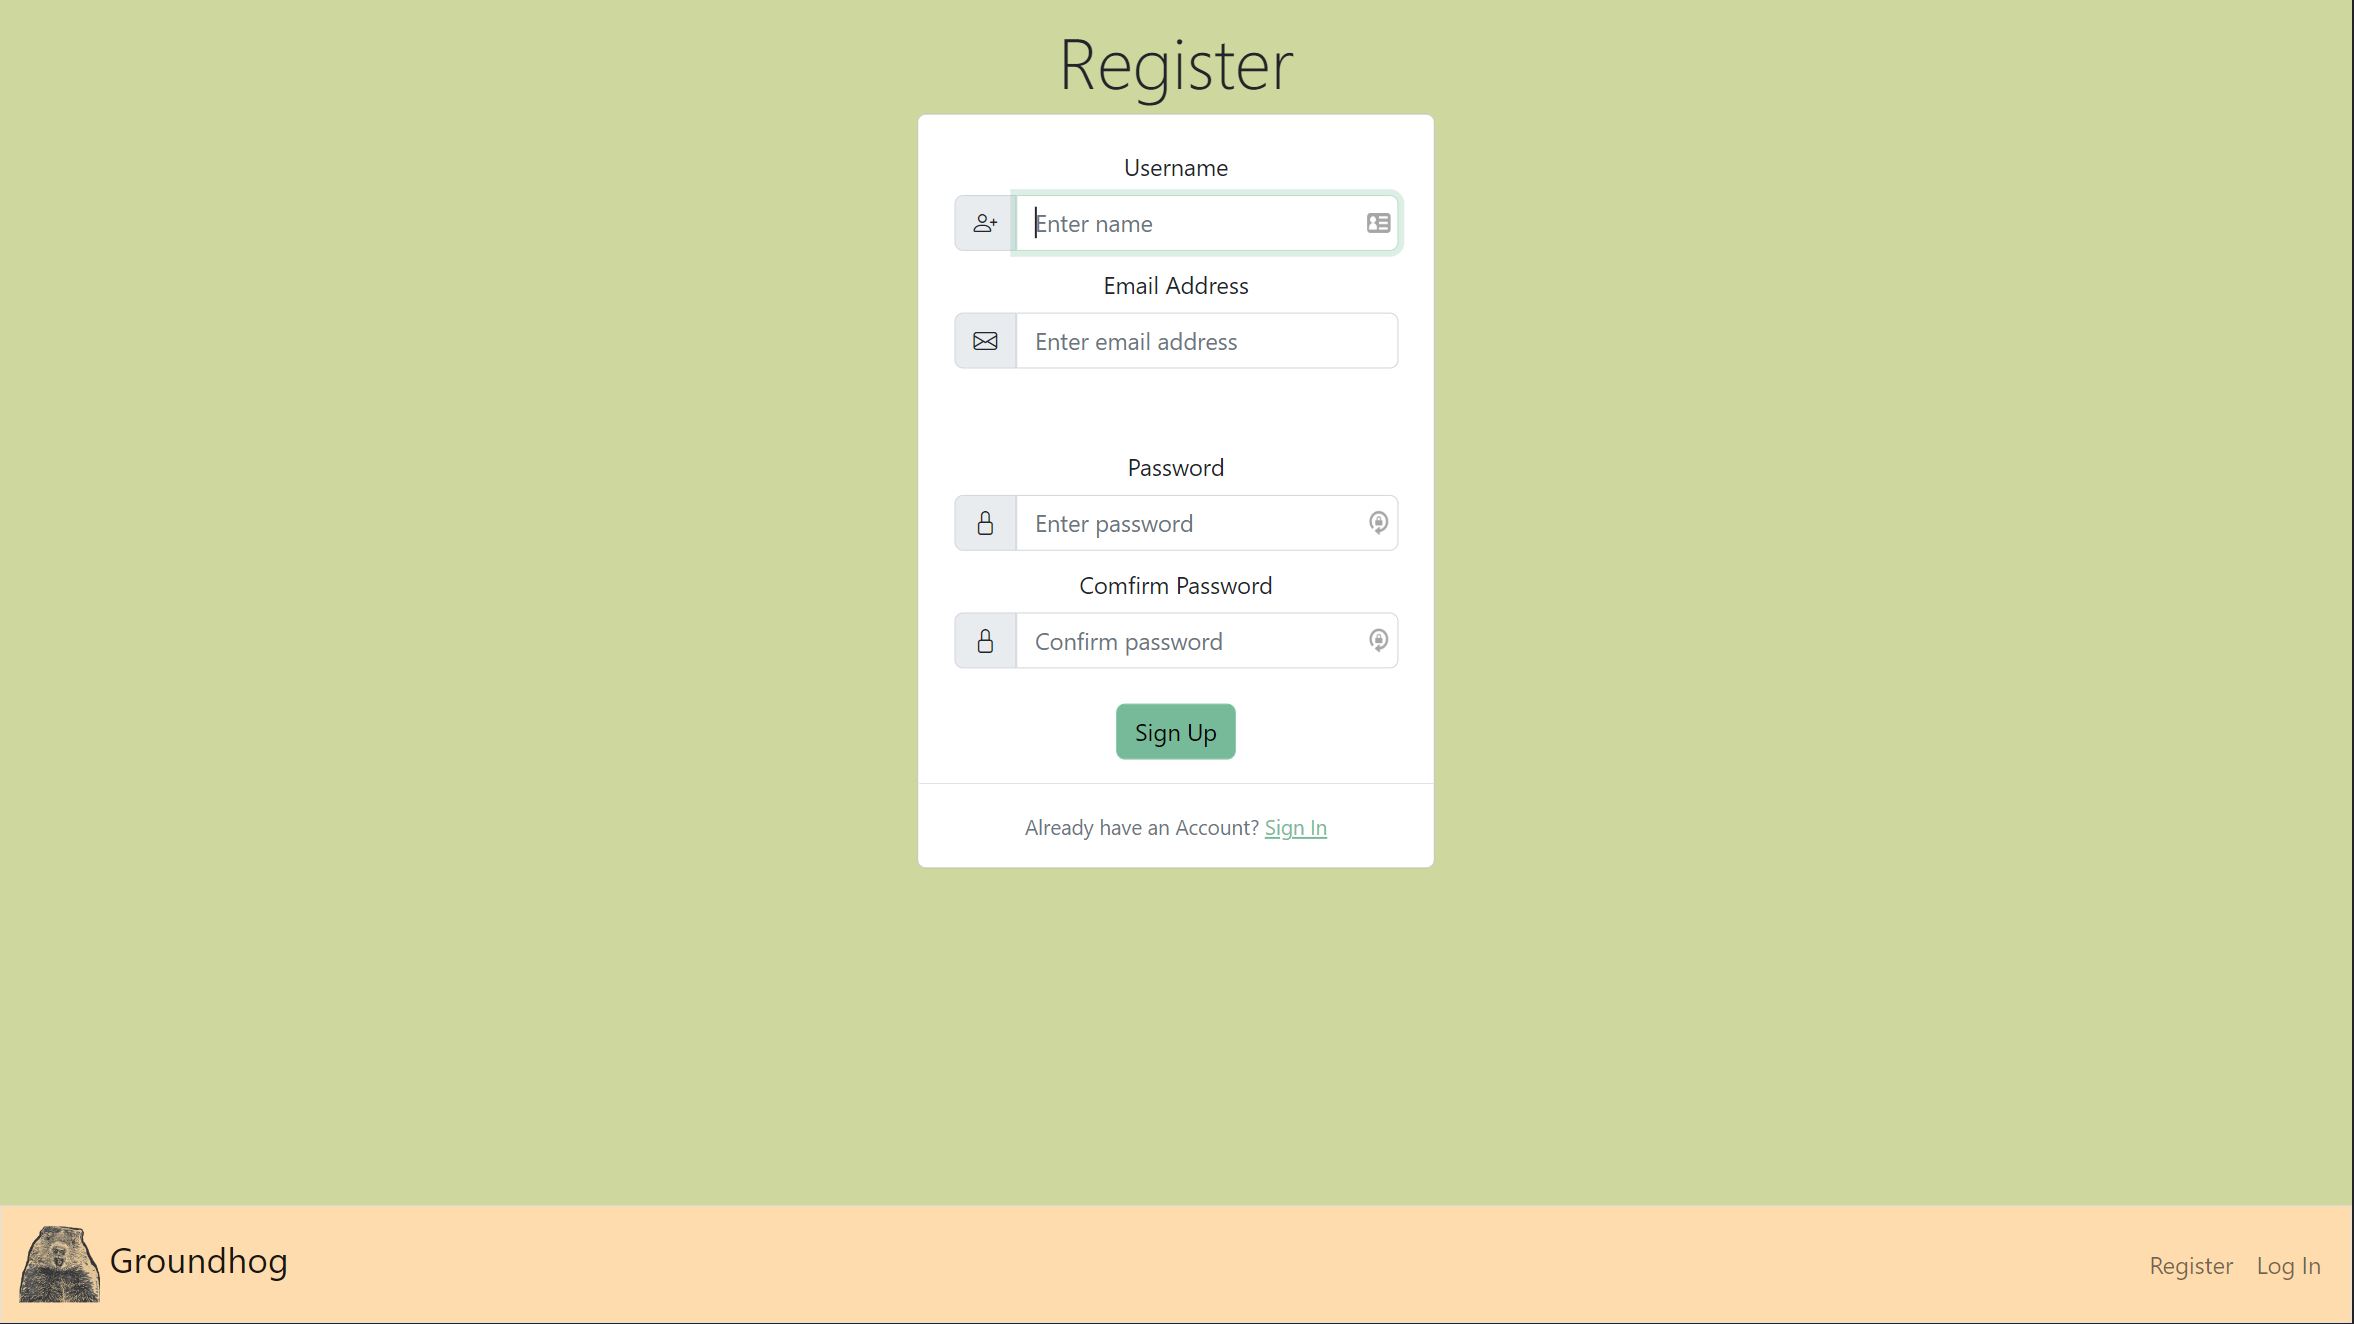 Register
Username
Enter name
Email Address
Enter email address
Password
Enter password
Comfirm Password
Confirm password
Sign Up
Already have an Account? Sign In
Groundhog
Register Log In